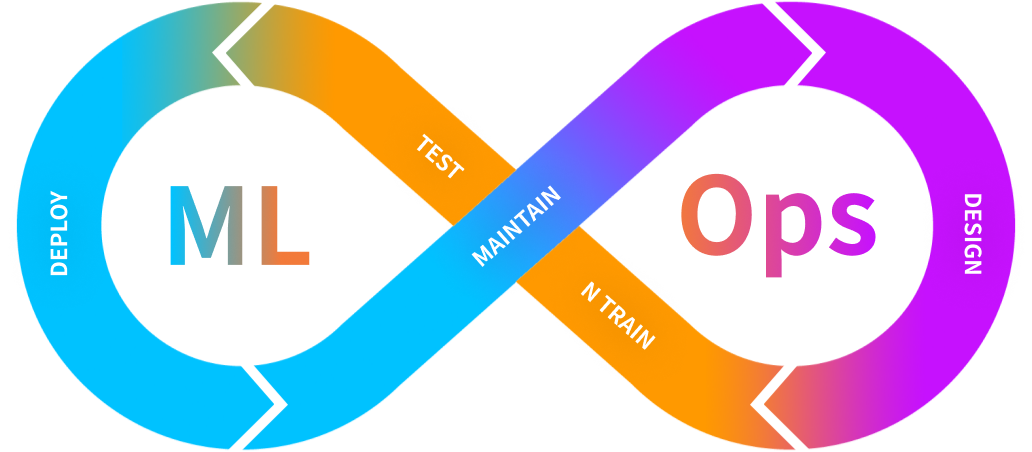 TEST
MAINTAIN
DEPLOY
ML
Ops
DESIGN
N TRAIN